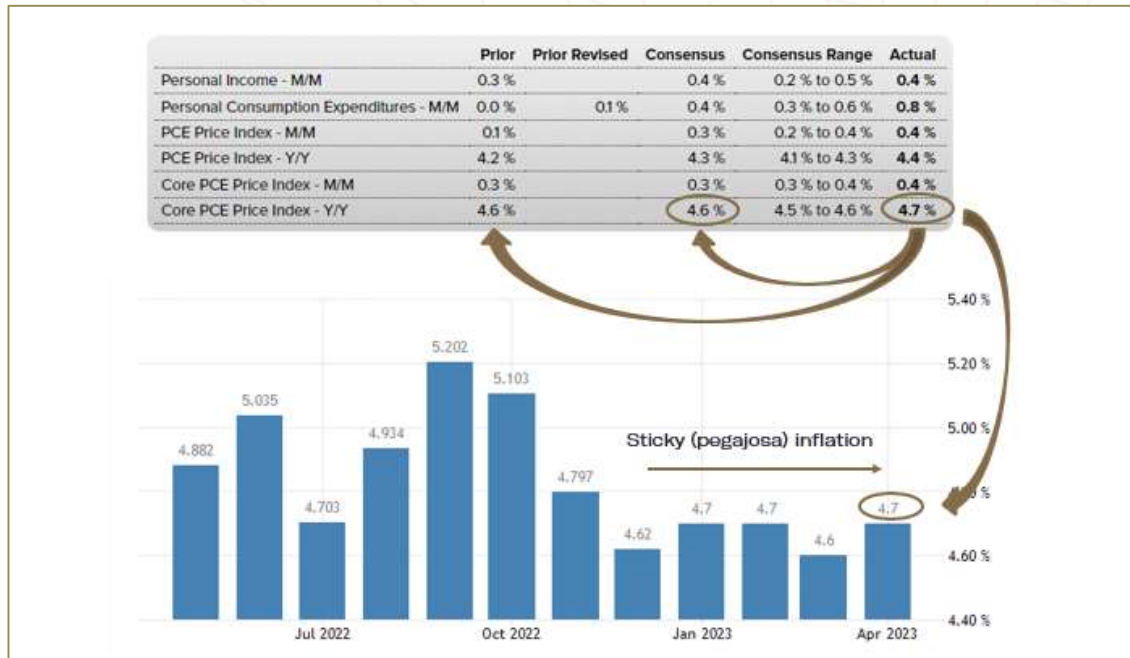 Prior Prior Revised Consensus Consensus Range Actual
Personal Income - M/M 0.3 % 0.4 % 0.2 % to 0.5 % 0.4 %
Personal Consumption Expenditures - M/M 0.0 % 0.1 % 0.4 % 0.3 % to 0.6 % 0.8 %
PCE Price Index - M/M 0.1 % 0.3 % 0.2 % to 0.4 % 0.4 %
PCE Price Index - Y/Y 4.2 % 4.3 % 4.1 % to 4.3 % 4.4 %
Core PCE Price Index - M/M 0.3 % 0.3 % 0.3 % to 0.4 % 0.4 %
Core PCE Price Index - Y/Y 4.6 % 4.6 % 4.5 % to 4.6 % 4.7 %
5.40 %
5.202 5.20 %
5.103
5.035
4.934 5.00 %
Sticky (pegajosa) inflation
4.882
4.797 %
4.703 4.7 4.7 4.7
4.62 4.6
4.60 %
4.40 %
Jul 2022 Oct 2022 Jan 2023 Apr 2023